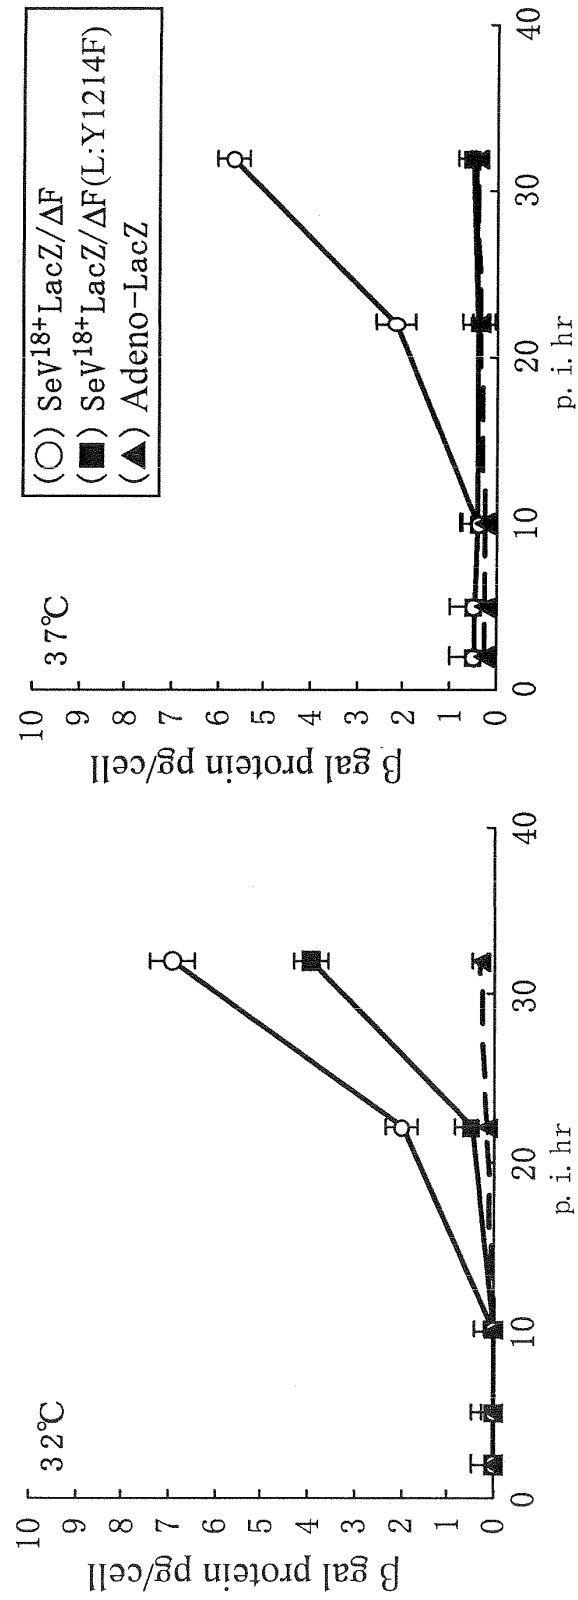 32℃
β gal protein pg/cell
10
9
8
7
6
5
4
3
2
1
0
0 10 20 30 40
p. i. hr
37℃
(○) SeV18+LacZ/ΔF
(■) SeV18+LacZ/ΔF(L:Y1214F)
(▲) Adeno-LacZ
β gal protein pg/cell
10
9
8
7
6
5
4
3
2
1
0
0 10 20 30 40
p. i. hr